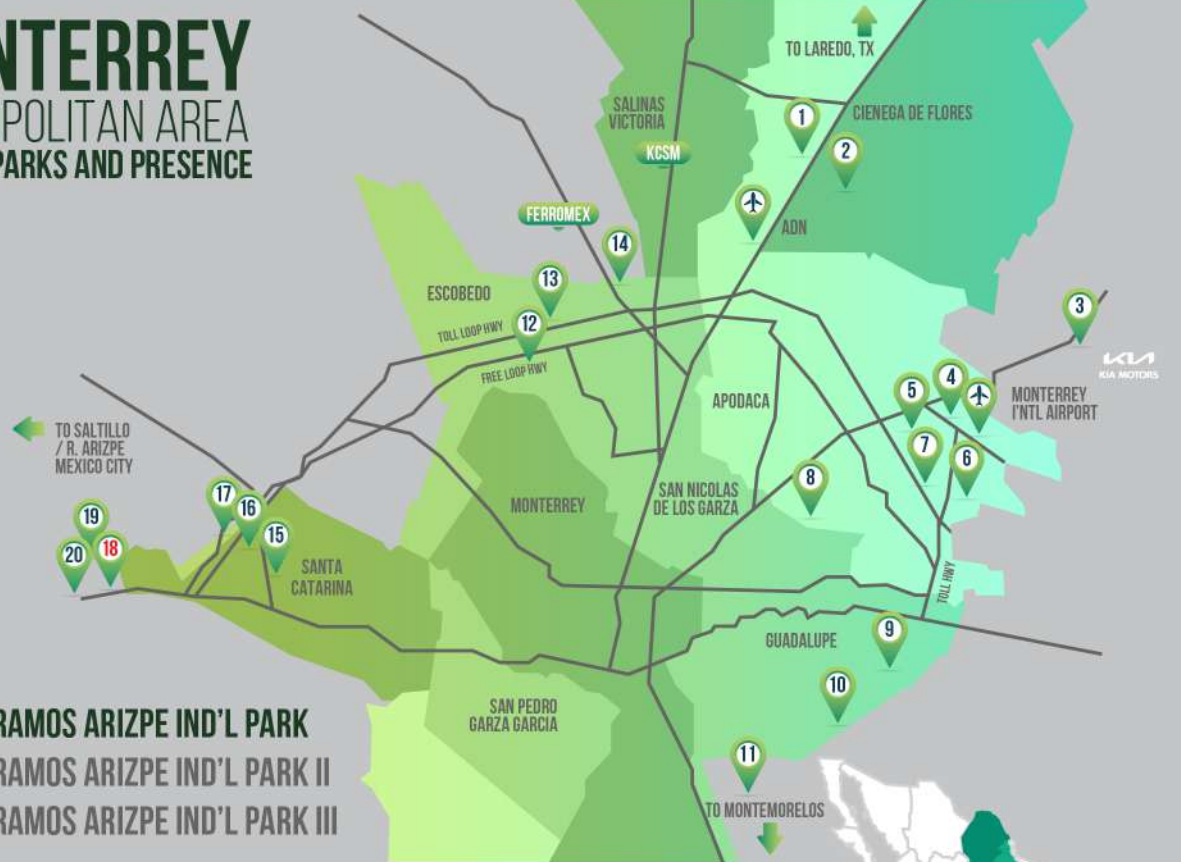 NTERREY
POLITAN AREA
PARKS AND PRESENCE
TO LAREDO, TX
SALINAS
VICTORIA
KCSM
1
CIENEGA DE FLORES
2
FERROMEX
ADN
14
13
ESCOBEDO
3
12
TOLL LOOP HWY
FREE LOOP HWY
KIA
KIA MOTORS
5
4
MONTERREY
I'NTL AIRPORT
APODACA
TO SALTILLO
/ R. ARIZPE
MEXICO CITY
7
6
8
SAN NICOLAS
DE LOS GARZA
MONTERREY
17
16
15
19
20
18
SANTA
CATARINA
TOLL HWY
GUADALUPE
9
10
SAN PEDRO
GARZA GARCIA
11
TO MONTEMORELOS
RAMOS ARIZPE IND'L PARK
RAMOS ARIZPE IND'L PARK II
RAMOS ARIZPE IND'L PARK III